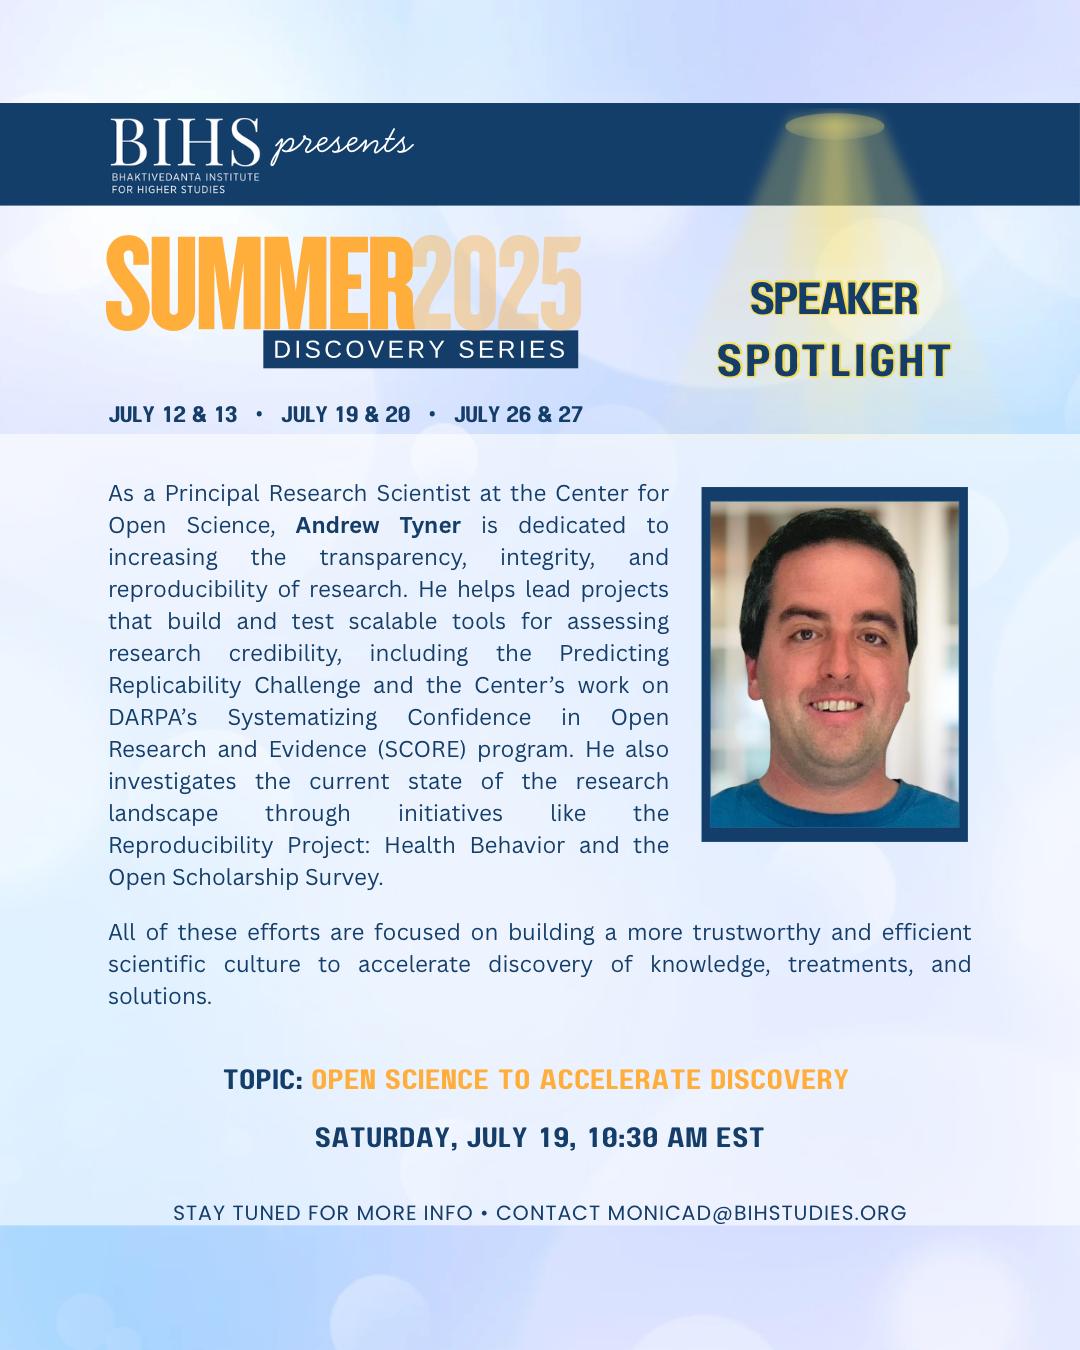 BIHS presents
BHAKTIVEDANTA INSTITUTE
FOR HIGHER STUDIES
SUMMER2025
DISCOVERY SERIES
JULY 12 & 13 • JULY 19 & 20 • JULY 26 & 27
SPEAKER
SPOTLIGHT
As a Principal Research Scientist at the Center for
Open Science, Andrew Tyner is dedicated to
increasing the transparency, integrity, and
reproducibility of research. He helps lead projects
that build and test scalable tools for assessing
research credibility, including the Predicting
Replicability Challenge and the Center’s work on
DARPA’s Systematizing Confidence in Open
Research and Evidence (SCORE) program. He also
investigates the current state of the research
landscape through initiatives like the
Reproducibility Project: Health Behavior and the
Open Scholarship Survey.
All of these efforts are focused on building a more trustworthy and efficient
scientific culture to accelerate discovery of knowledge, treatments, and
solutions.
TOPIC: OPEN SCIENCE TO ACCELERATE DISCOVERY
SATURDAY, JULY 19, 10:30 AM EST
STAY TUNED FOR MORE INFO • CONTACT MONICAD@BIHSTUDIES.ORG